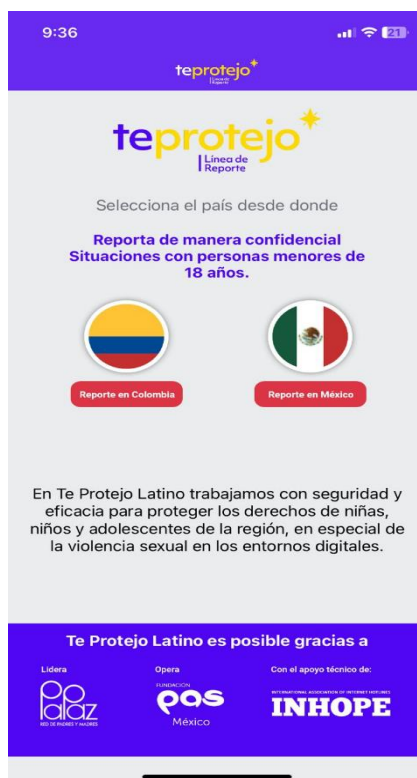 9:36
21
teprotejo
Línea de
Reporte
teprotejo
Línea de
Reporte
Selecciona el país desde donde
Reporta de manera confidencial
Situaciones con personas menores de
18 años.
Reporte en Colombia
Reporte en México
En Te Protejo Latino trabajamos con seguridad y
eficacia para proteger los derechos de niñas,
niños y adolescentes de la región, en especial de
la violencia sexual en los entornos digitales.
Te Protejo Latino es posible gracias a
Lidera
Opera
Con el apoyo técnico de:
RED DE PADRES Y MADRES
FUNDACIÓN
pas
México
INTERNATIONAL ASSOCIATION OF INTERNET HOTLINES
INHOPE